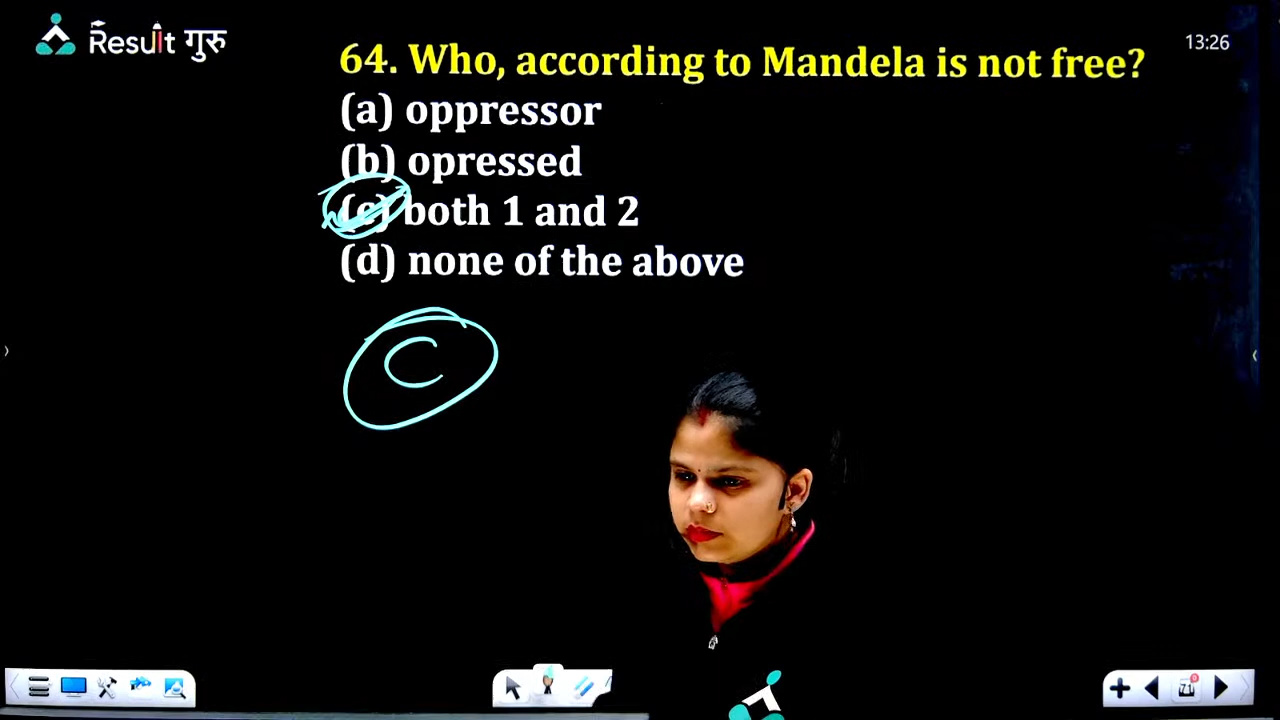 Result गुरु
13:26
64. Who, according to Mandela is not free?
(a) oppressor
(b) opressed
(c) both 1 and 2
(d) none of the above
C